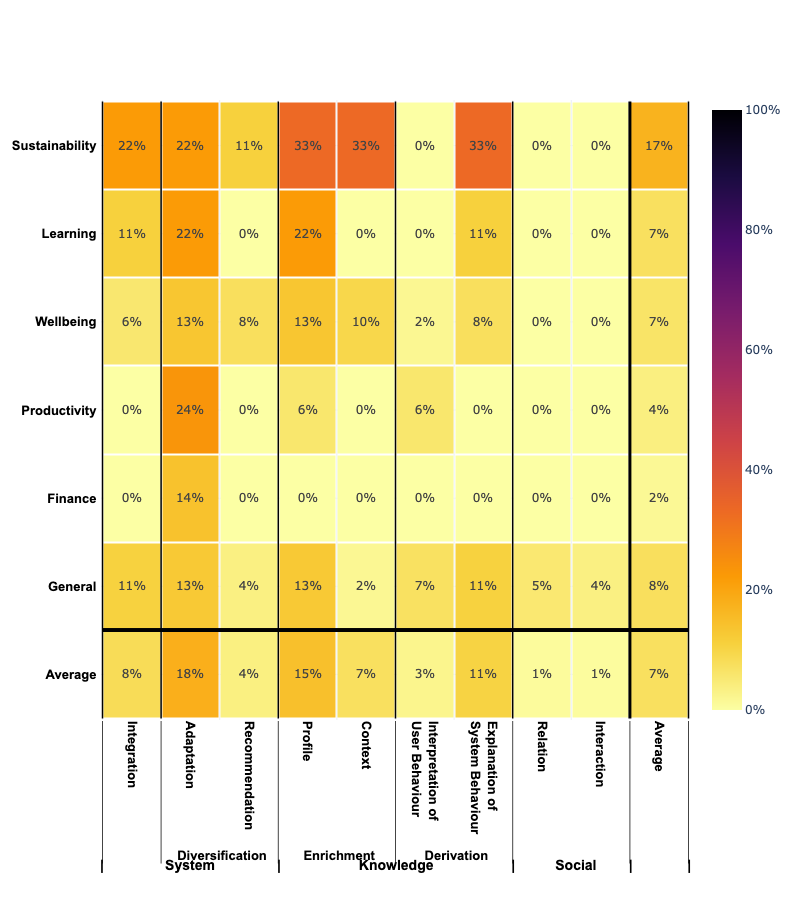 100%
Sustainability 22% 22% 11% 33% 33% 0% 33% 0% 0% 17%
80%
Learning 11% 22% 0% 22% 0% 0% 11% 0% 0% 7%
Wellbeing 6% 13% 8% 13% 10% 2% 8% 0% 0% 7%
60%
Productivity 0% 24% 0% 6% 0% 6% 0% 0% 0% 4%
40%
Finance 0% 14% 0% 0% 0% 0% 0% 0% 0% 2%
General 11% 13% 4% 13% 2% 7% 11% 5% 4% 8%
20%
Average 8% 18% 4% 15% 7% 3% 11% 1% 1% 7%
0%
Integration
Adaptation
Recommendation
Profile
Context
Interpretation of
User Behaviour
Explanation of
System Behaviour
Relation
Interaction
Average
Diversification Enrichment Derivation
System Knowledge Social